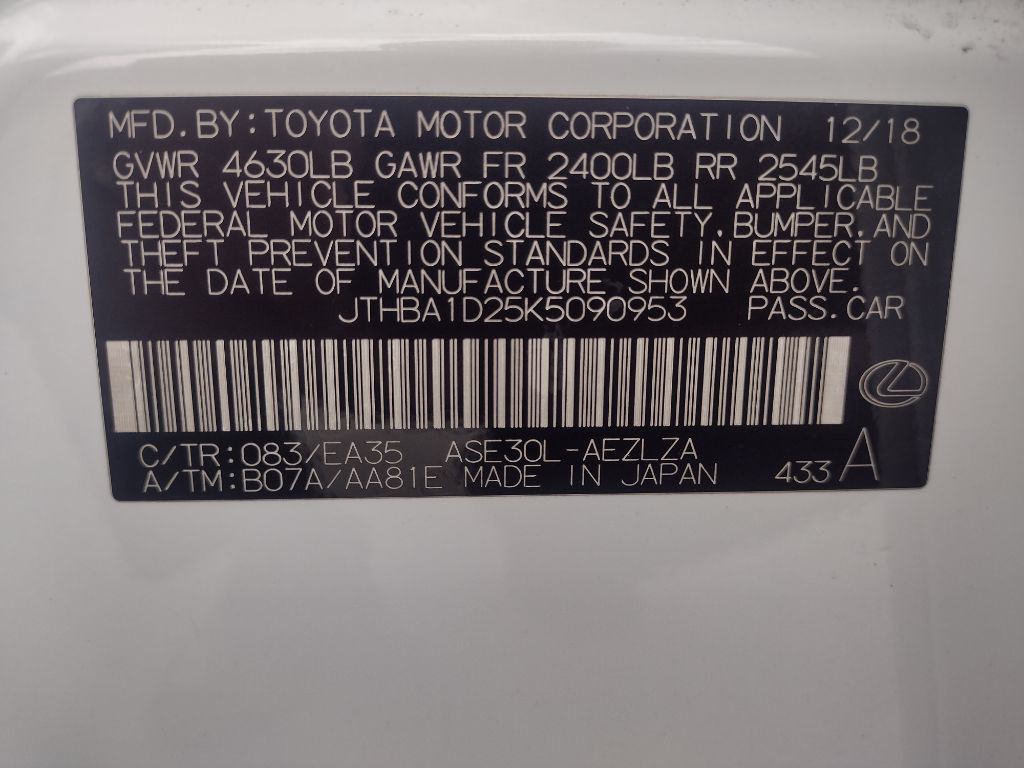 MFD.BY:TOYOTA MOTOR CORPORATION 12/18
GVWR 4630LB GAWR FR 2400LB RR 2545LB
THIS VEHICLE CONFORMS TO ALL APPLICABLE
FEDERAL MOTOR VEHICLE SAFETY,BUMPER,AND
THEFT PREVENTION STANDARDS IN EFFECT ON
THE DATE OF MANUFACTURE SHOWN ABOVE.
JTHBA1D25K5090953 PASS.CAR
C/TR:083/EA35 ASE30L-AEZLZA
A/TM:B07A/AA81E MADE IN JAPAN 433 A